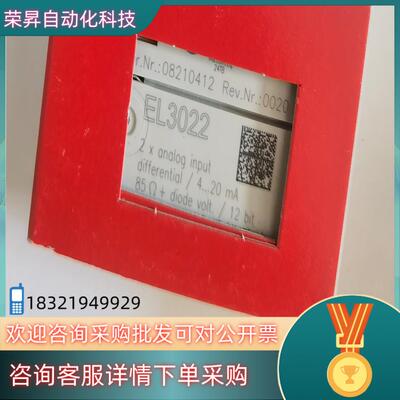 荣昇自动化科技
2418
r.Nr.:08210412 Rev.Nr.:0020
EL3022
2 x analog input
differential / 4...20 mA
85 Ω + diode volt. / 12 bit
18321949929
欢迎咨询采购批发可对公开票
咨询客服详情下单采购